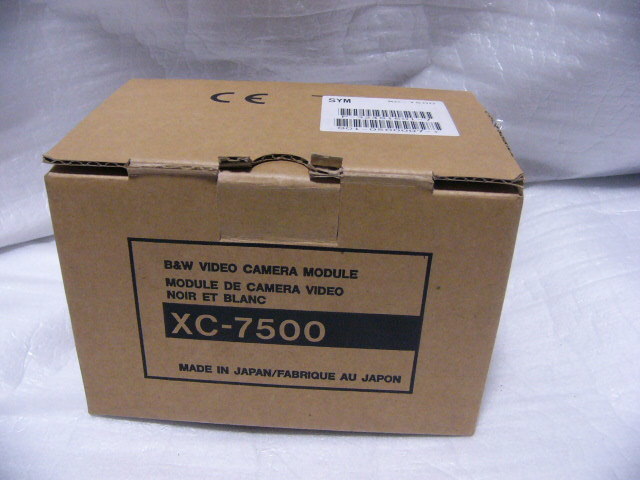 CE
SYM
B&W VIDEO CAMERA MODULE
MODULE DE CAMERA VIDEO
NOIR ET BLANC
XC-7500
MADE IN JAPAN/FABRIQUE AU JAPON